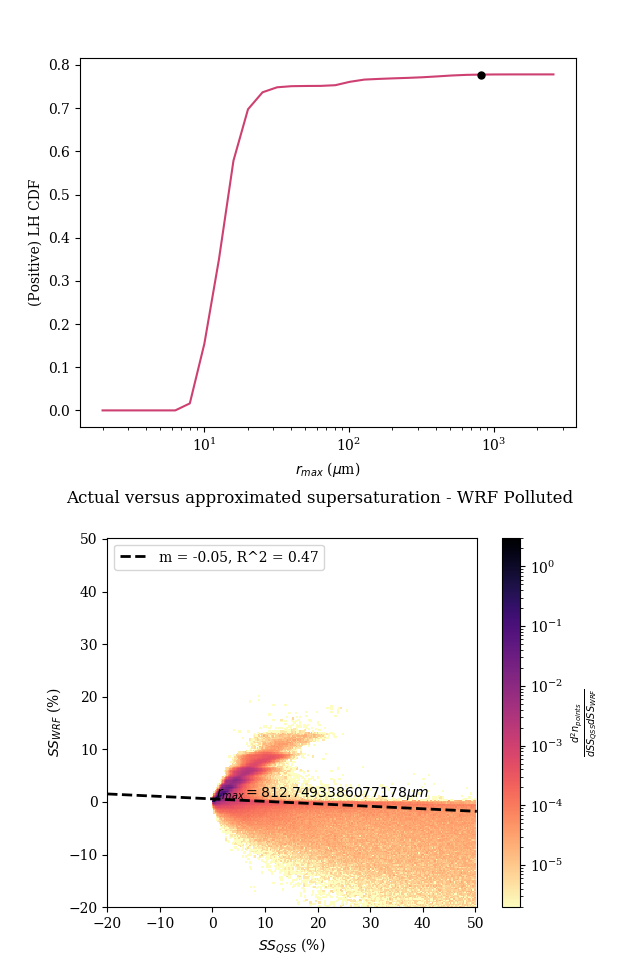 0.8
0.7
0.6
0.5
0.4
0.3
0.2
0.1
0.0
(Positive) LH CDF
10¹ 10² 10³
r_max (μm)
Actual versus approximated supersaturation - WRF Polluted
50
40
30
20
10
0
−10
−20
SS_WRF (%)
m = -0.05, R^2 = 0.47
r_max = 812.7493386077178μm
−20 −10 0 10 20 30 40 50
SS_QSS (%)
10⁰
10⁻¹
10⁻²
10⁻³
10⁻⁴
10⁻⁵
d²n_points
dSS_QSSdSS_WRF